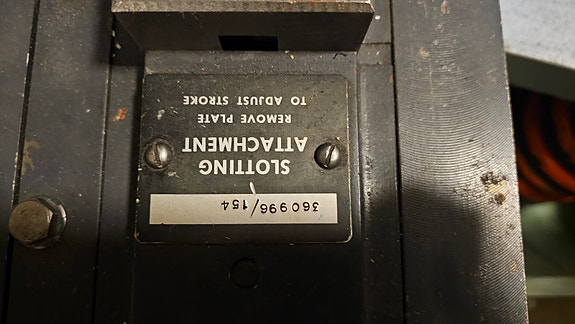 360996/154
SLOTTING
ATTACHMENT
REMOVE PLATE
TO ADJUST STROKE